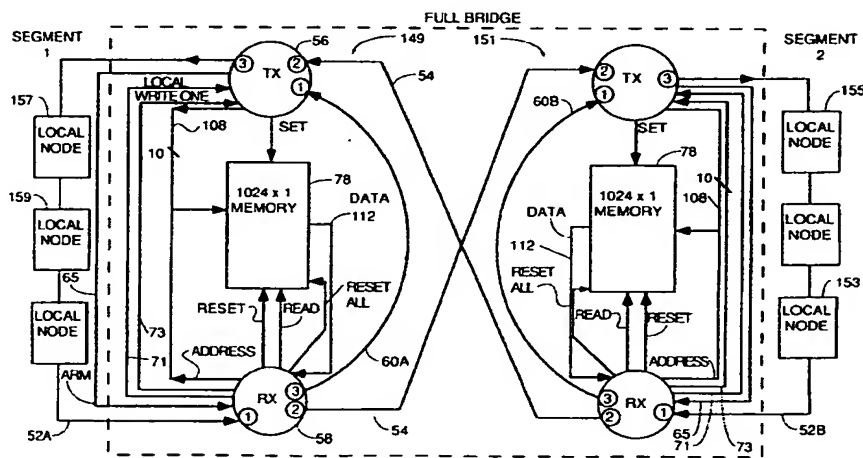 FULL BRIDGE
SEGMENT
1
56
149
151
SEGMENT
2
3
TX
2
1
54
2
TX
3
1
LOCAL
WRITE ONE
108
10
SET
60B
SET
10
108
157
LOCAL
NODE
159
LOCAL
NODE
65
LOCAL
NODE
78
1024 x 1
MEMORY
DATA
112
RESET
ALL
RESET
READ
73
71
ADDRESS
ARM
52A
1
RX
3
2
58
60A
54
78
1024 x 1
MEMORY
DATA
112
RESET
ALL
READ
RESET
ADDRESS
3
RX
2
1
65
71
73
52B
155
LOCAL
NODE
LOCAL
NODE
153
LOCAL
NODE